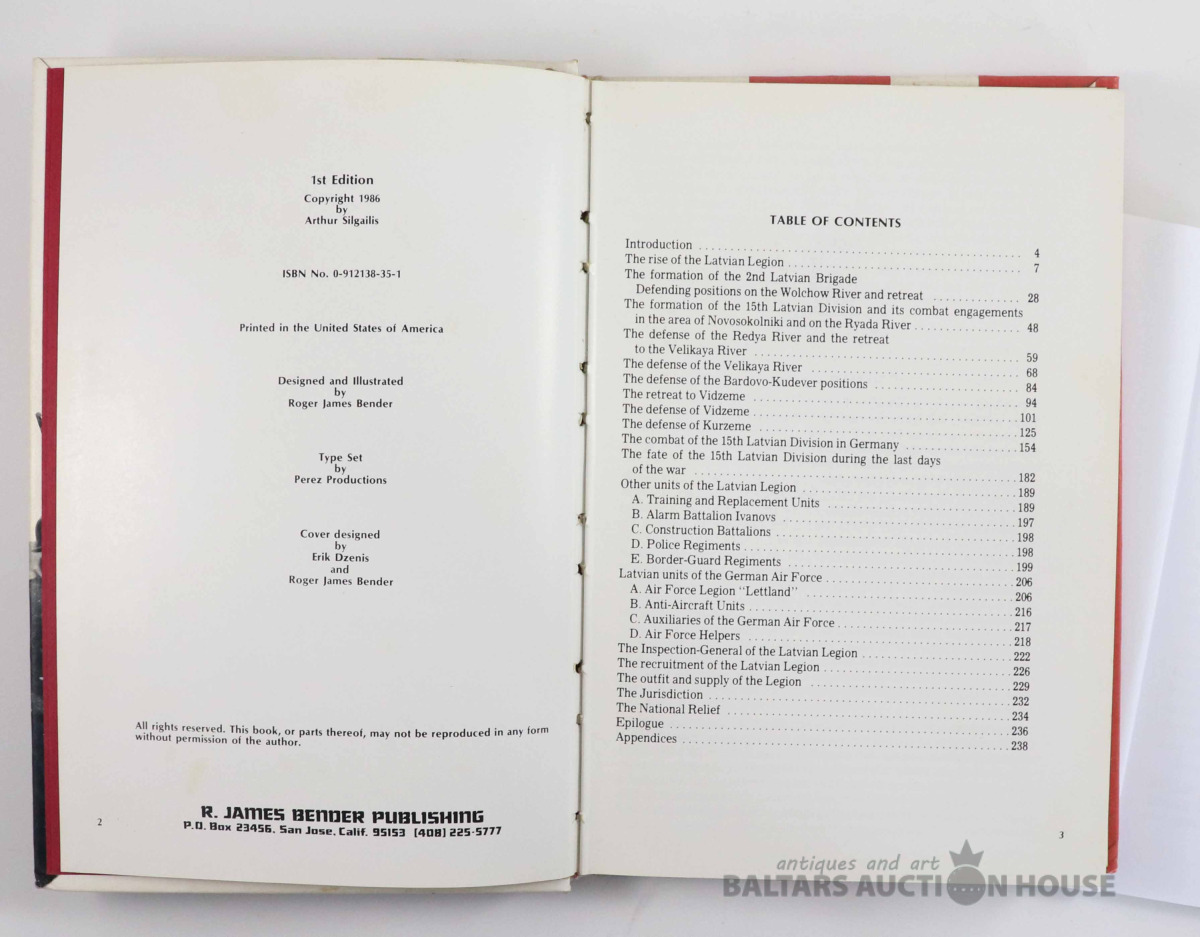 1st Edition
Copyright 1986
by
Arthur Silgailis
ISBN No. 0-912138-35-1
Printed in the United States of America
Designed and Illustrated
by
Roger James Bender
Type Set
by
Perez Productions
Cover designed
by
Erik Dzenis
and
Roger James Bender
All rights reserved. This book, or parts thereof, may not be reproduced in any form
without permission of the author.
R. JAMES BENDER PUBLISHING
P.O. Box 23456, San Jose, Calif. 95153 (408) 225-5777
2
TABLE OF CONTENTS
Introduction 4
The rise of the Latvian Legion 7
The formation of the 2nd Latvian Brigade
Defending positions on the Wolchow River and retreat 28
The formation of the 15th Latvian Division and its combat engagements
in the area of Novosokolniki and on the Ryada River 48
The defense of the Redya River and the retreat
to the Velikaya River 59
The defense of the Velikaya River 68
The defense of the Bardovo-Kudever positions 84
The retreat to Vidzeme 94
The defense of Vidzeme 101
The defense of Kurzeme 125
The combat of the 15th Latvian Division in Germany 154
The fate of the 15th Latvian Division during the last days
of the war 182
Other units of the Latvian Legion 189
A. Training and Replacement Units 189
B. Alarm Battalion Ivanovs 197
C. Construction Battalions 198
D. Police Regiments 198
E. Border-Guard Regiments 199
Latvian units of the German Air Force 206
A. Air Force Legion "Lettland" 206
B. Anti-Aircraft Units 216
C. Auxiliaries of the German Air Force 217
D. Air Force Helpers 218
The Inspection-General of the Latvian Legion 222
The recruitment of the Latvian Legion 226
The outfit and supply of the Legion 229
The Jurisdiction 232
The National Relief 234
Epilogue 236
Appendices 238
3
antiques and art
BALTARS AUCTION HOUSE